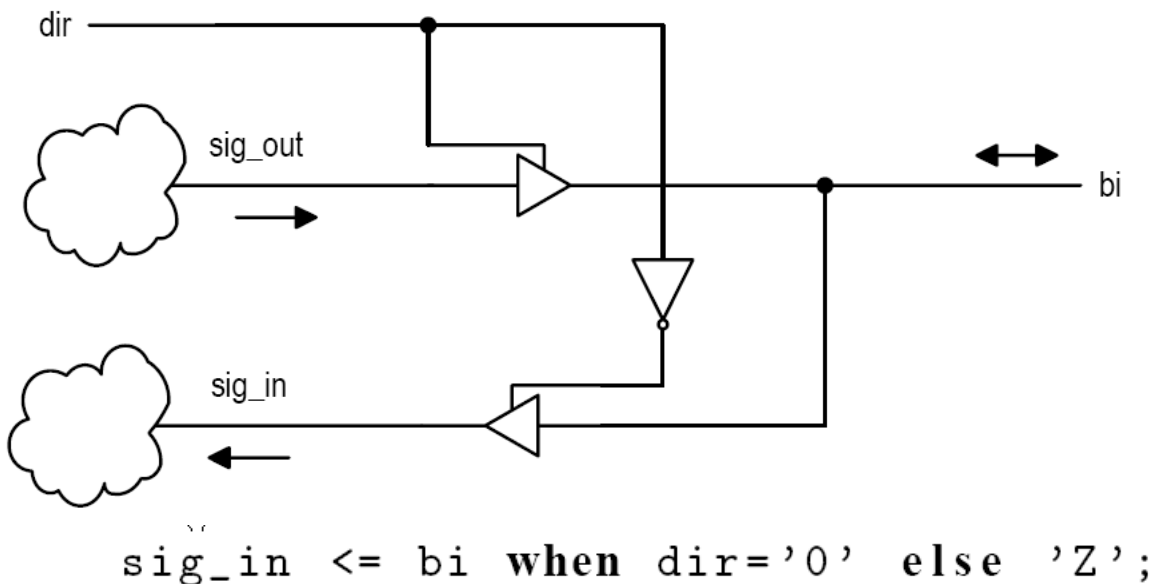 dir
sig_out
bi
sig_in
sig_in <= bi when dir='0' else 'Z';